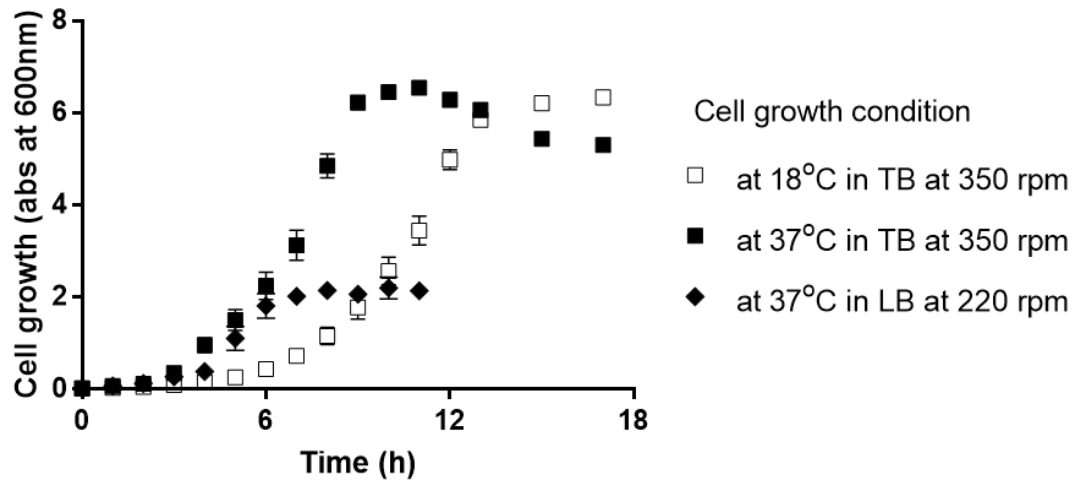 8
6
4
2
0
Cell growth (abs at 600nm)
0
6
12
18
Time (h)
Cell growth condition
at 18°C in TB at 350 rpm
at 37°C in TB at 350 rpm
at 37°C in LB at 220 rpm